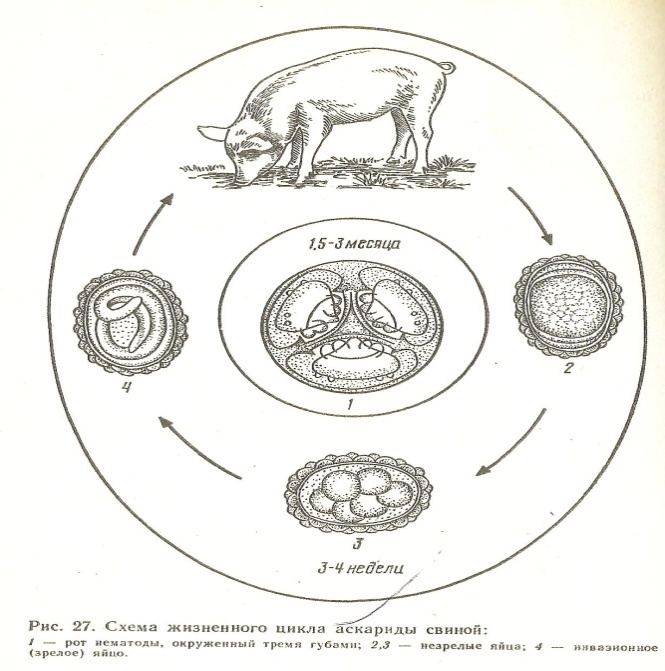 1,5-3 месяца
1
2
3
3-4 недели
4
Рис. 27. Схема жизненного цикла аскариды свиной:
1 — рот нематоды, окруженный тремя губами; 2,3 — незрелые яйца; 4 — инвазионное
(зрелое) яйцо.